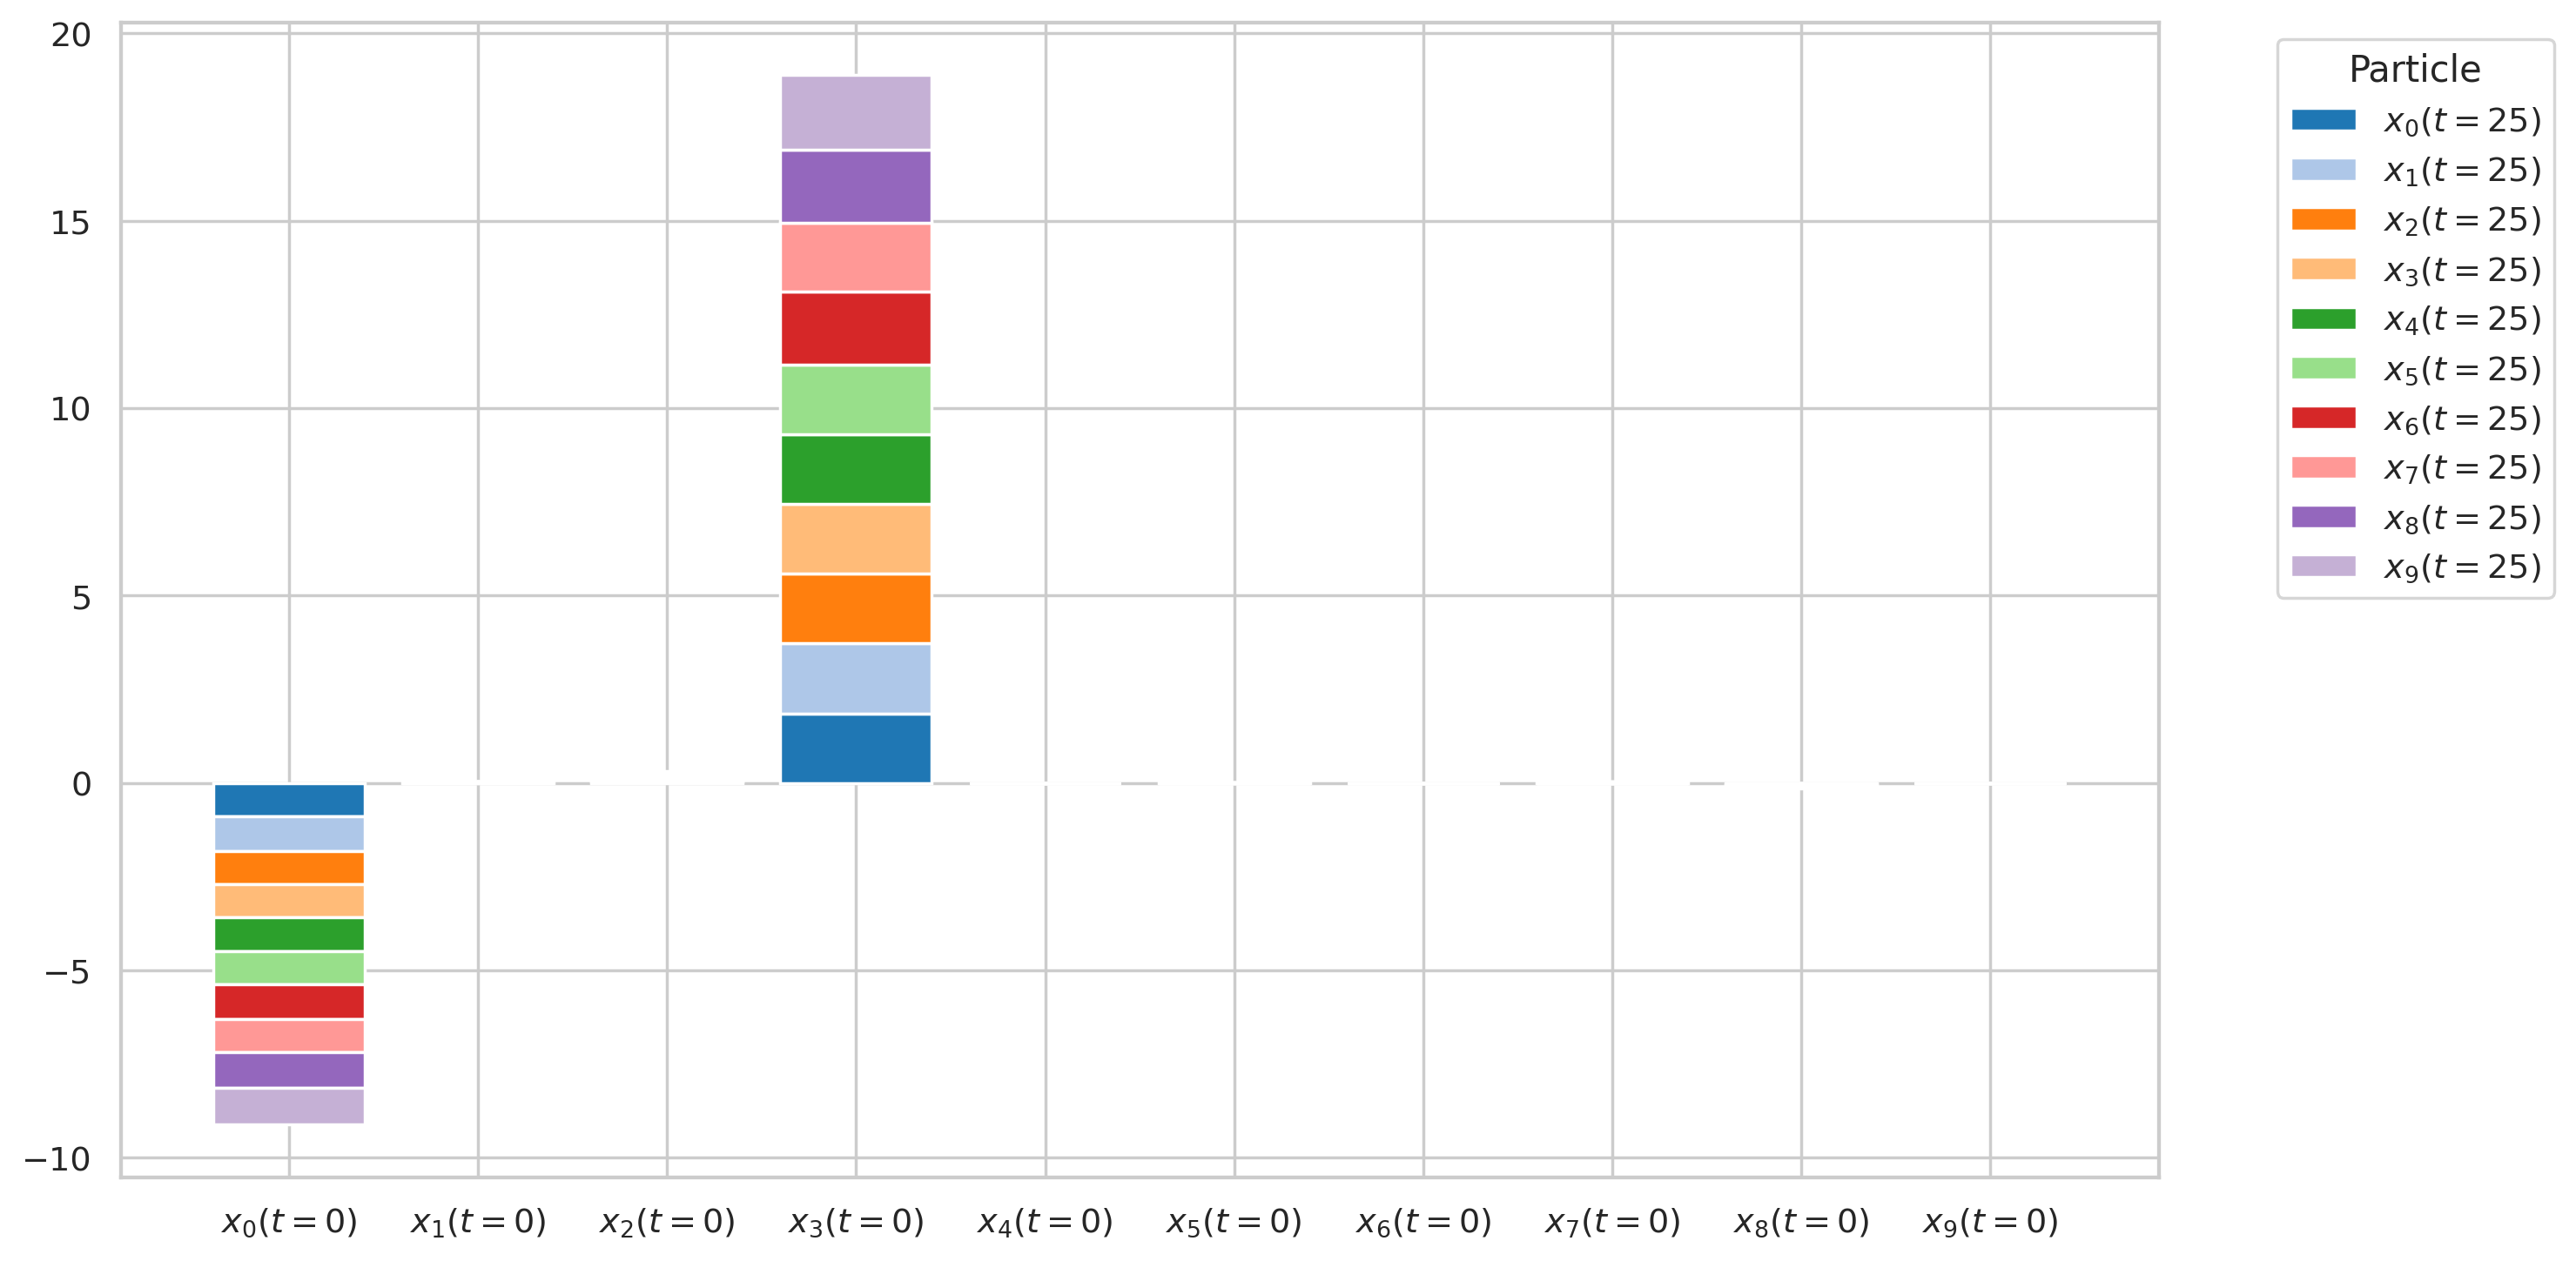 20
15
10
5
0
−5
−10
x₀(t = 0) x₁(t = 0) x₂(t = 0) x₃(t = 0) x₄(t = 0) x₅(t = 0) x₆(t = 0) x₇(t = 0) x₈(t = 0) x₉(t = 0)
Particle
x₀(t = 25)
x₁(t = 25)
x₂(t = 25)
x₃(t = 25)
x₄(t = 25)
x₅(t = 25)
x₆(t = 25)
x₇(t = 25)
x₈(t = 25)
x₉(t = 25)